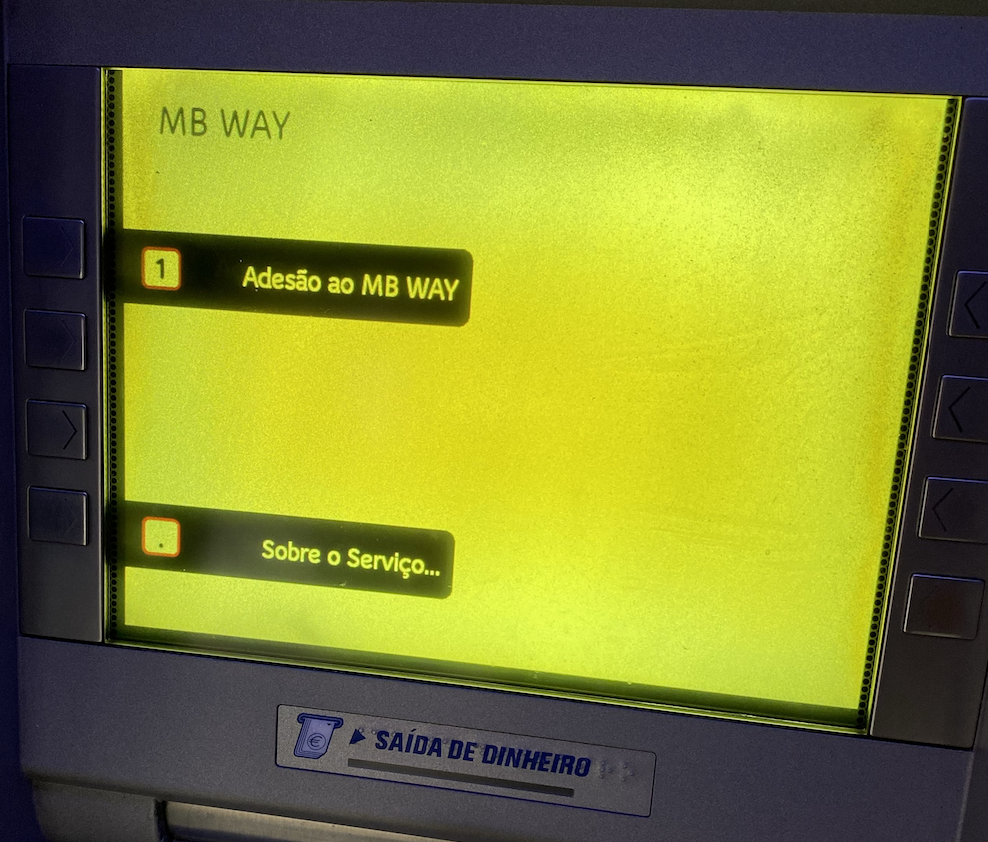 MB WAY
1 Adesão ao MB WAY
. Sobre o Serviço...
€
SAÍDA DE DINHEIRO